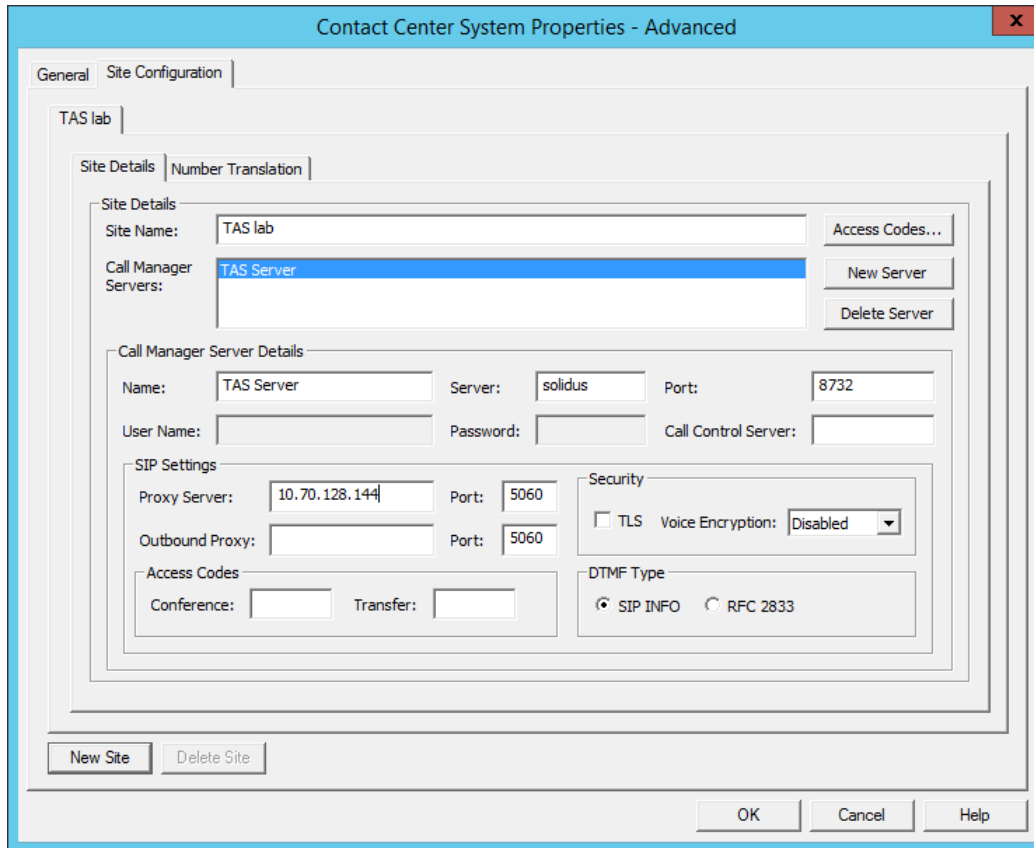 Contact Center System Properties - Advanced
x
General Site Configuration
TAS lab
Site Details Number Translation
Site Details
Site Name: TAS lab Access Codes...
Call Manager Servers: TAS Server New Server
Delete Server
Call Manager Server Details
Name: TAS Server Server: solidus Port: 8732
User Name: Password: Call Control Server:
SIP Settings
Proxy Server: 10.70.128.144 Port: 5060
Outbound Proxy: Port: 5060
Security
TLS Voice Encryption: Disabled
Access Codes
Conference: Transfer:
DTMF Type
SIP INFO RFC 2833
New Site Delete Site
OK Cancel Help